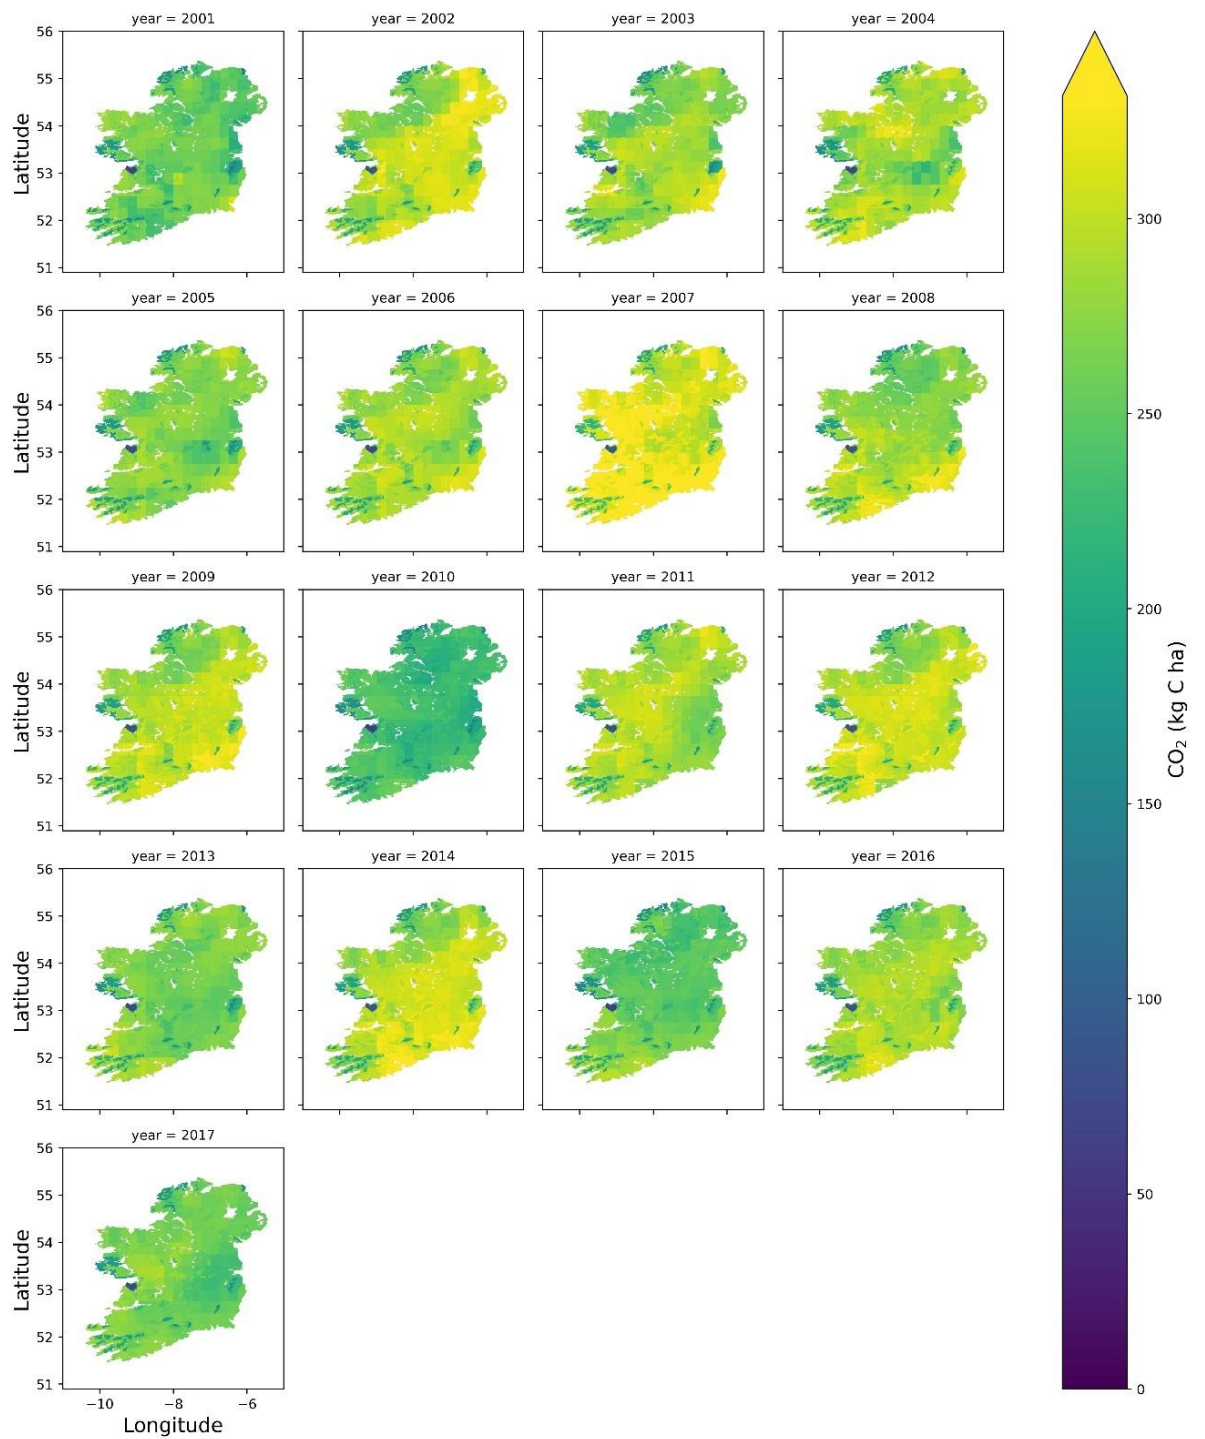 year = 2001
year = 2002
year = 2003
year = 2004
56
55
54
53
52
51
Latitude
year = 2005
year = 2006
year = 2007
year = 2008
56
55
54
53
52
51
Latitude
year = 2009
year = 2010
year = 2011
year = 2012
56
55
54
53
52
51
Latitude
year = 2013
year = 2014
year = 2015
year = 2016
56
55
54
53
52
51
Latitude
year = 2017
56
55
54
53
52
51
Latitude
−10
−8
−6
Longitude
300
250
200
150
100
50
0
CO₂ (kg C ha)